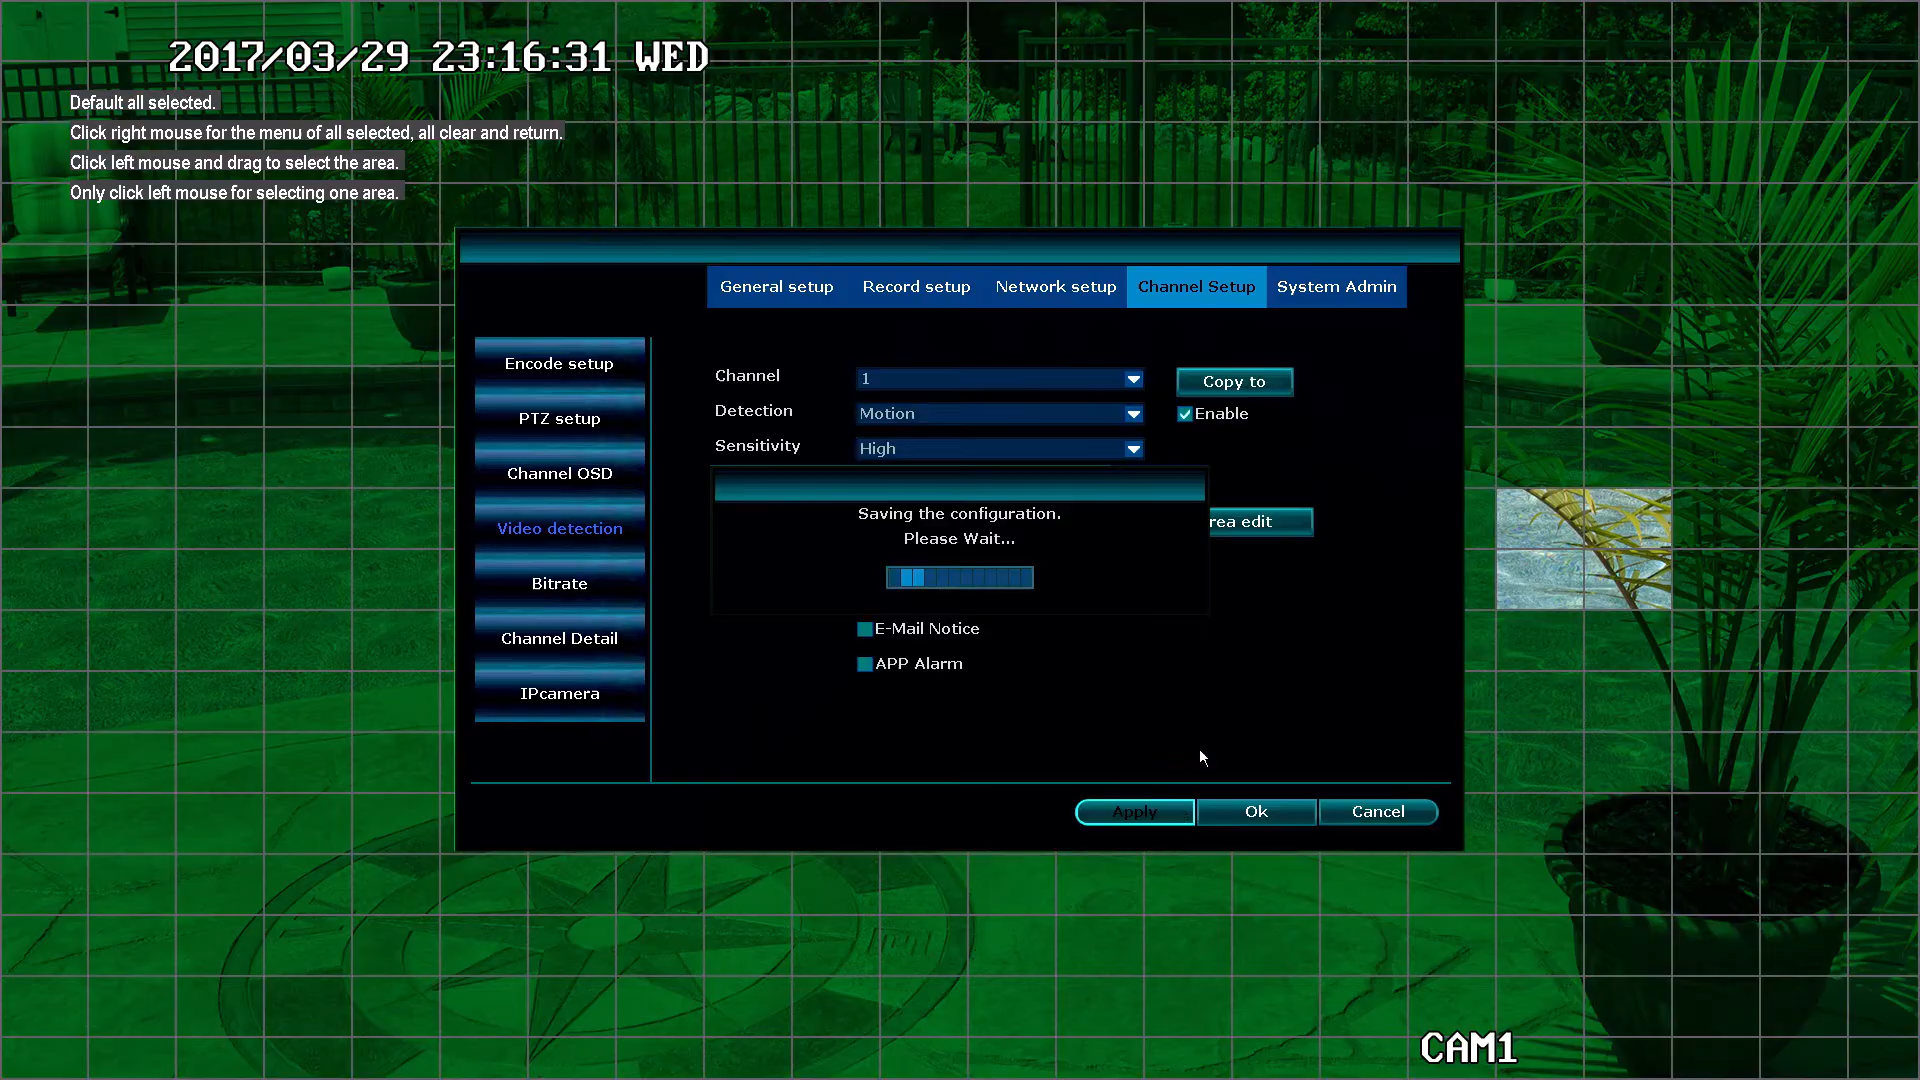 2017/03/29 23:16:31 WED
Default all selected.
Click right mouse for the menu of all selected, all clear and return.
Click left mouse and drag to select the area.
Only click left mouse for selecting one area.
General setup Record setup Network setup Channel Setup System Admin
Encode setup
PTZ setup
Channel OSD
Video detection
Bitrate
Channel Detail
IPcamera
Channel 1 Copy to
Detection Motion Enable
Sensitivity High
rea edit
Saving the configuration.
Please Wait...
E-Mail Notice
APP Alarm
Apply Ok Cancel
CAM1